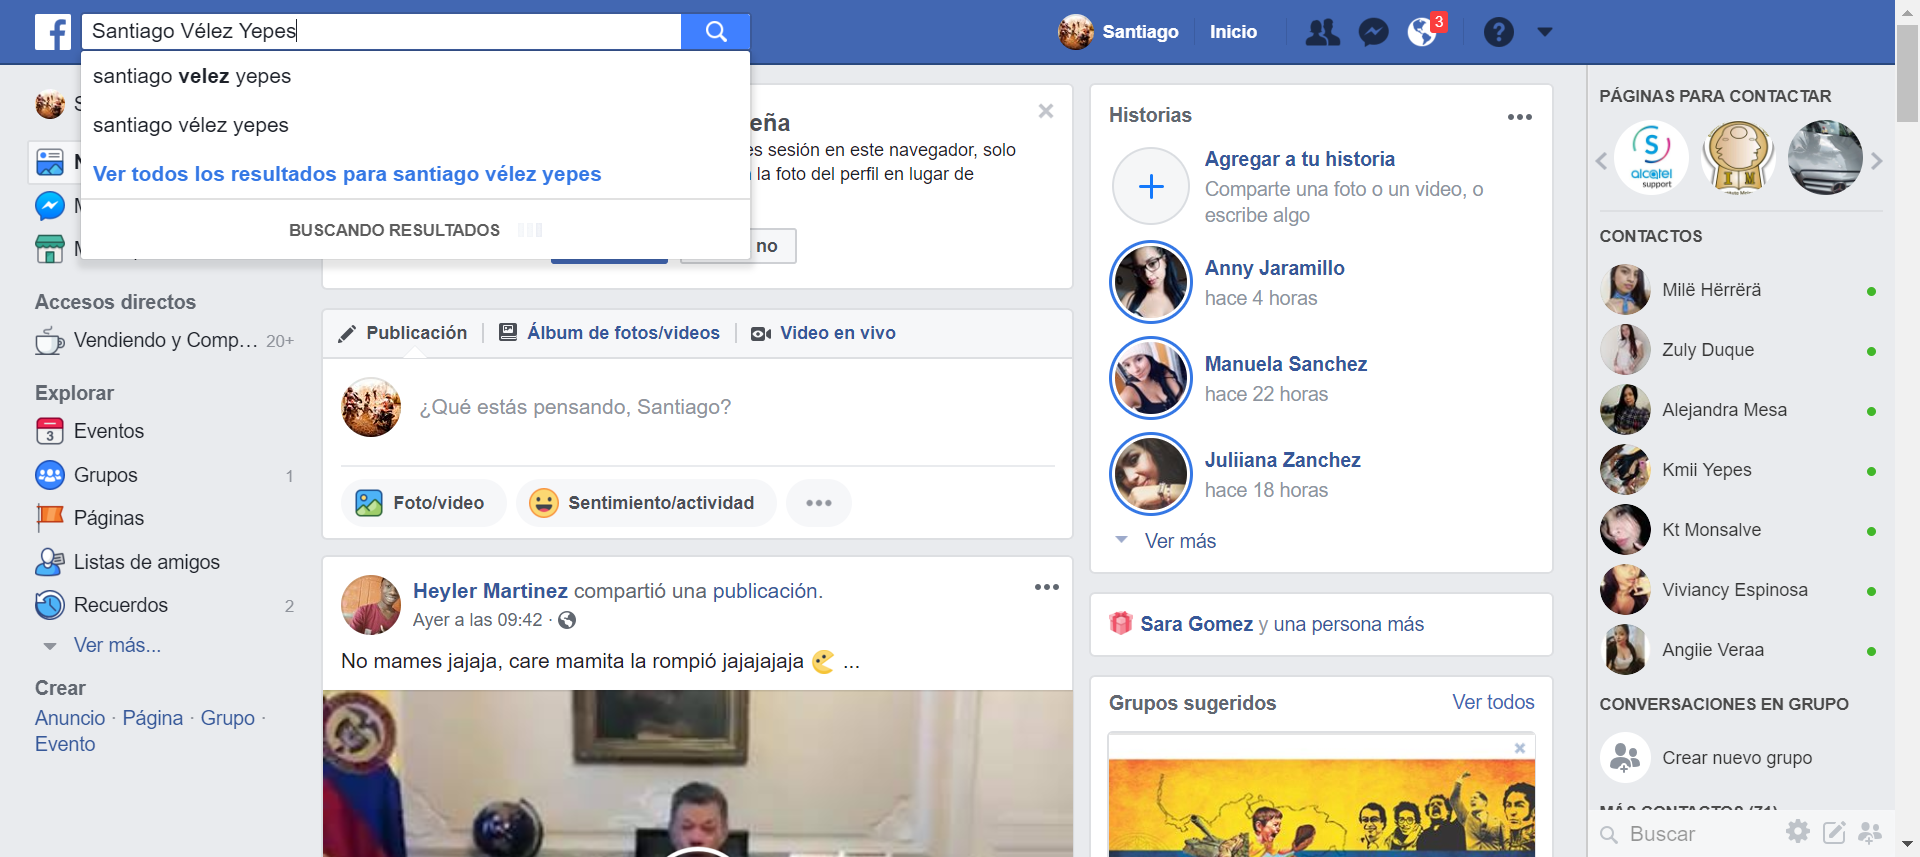 Santiago Vélez Yepes
Santiago
Inicio
3
santiago velez yepes
santiago vélez yepes
Ver todos los resultados para santiago vélez yepes
BUSCANDO RESULTADOS
eña
sesión en este navegador, solo
la foto del perfil en lugar de
no
Accesos directos
Vendiendo y Comp... 20+
Explorar
3
Eventos
Grupos 1
Páginas
Listas de amigos
Recuerdos 2
Ver más...
Crear
Anuncio · Página · Grupo ·
Evento
Publicación
Álbum de fotos/videos
Video en vivo
¿Qué estás pensando, Santiago?
Foto/video
Sentimiento/actividad
Heyler Martinez compartió una publicación.
Ayer a las 09:42 ·
No mames jajaja, care mamita la rompió jajajajaja ...
Historias
Agregar a tu historia
Comparte una foto o un video, o
escribe algo
Anny Jaramillo
hace 4 horas
Manuela Sanchez
hace 22 horas
Juliiana Zanchez
hace 18 horas
Ver más
Sara Gomez y una persona más
Grupos sugeridos
Ver todos
PÁGINAS PARA CONTACTAR
S
alcatel
support
I M
CONTACTOS
Milë Hërrërä
Zuly Duque
Alejandra Mesa
Kmii Yepes
Kt Monsalve
Viviancy Espinosa
Angiie Veraa
CONVERSACIONES EN GRUPO
Crear nuevo grupo
MÁS CONTACTOS (71)
Buscar